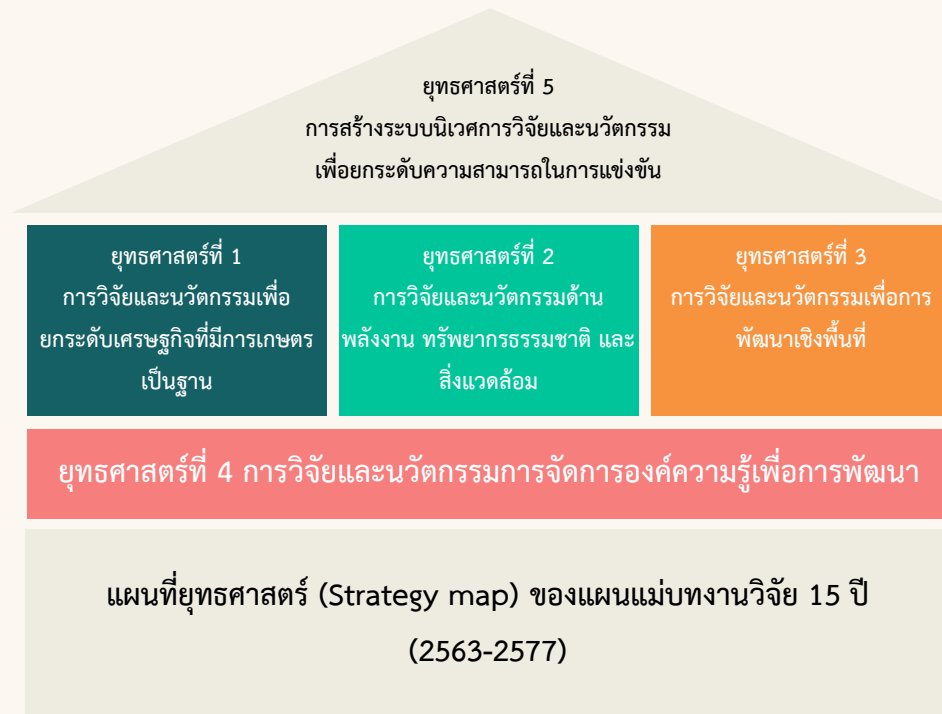 ยุทธศาสตร์ที่ 5
การสร้างระบบนิเวศการวิจัยและนวัตกรรม
เพื่อยกระดับความสามารถในการแข่งขัน
ยุทธศาสตร์ที่ 1
การวิจัยและนวัตกรรมเพื่อ
ยกระดับเศรษฐกิจที่มีการเกษตร
เป็นฐาน
ยุทธศาสตร์ที่ 2
การวิจัยและนวัตกรรมด้าน
พลังงาน ทรัพยากรธรรมชาติ และ
สิ่งแวดล้อม
ยุทธศาสตร์ที่ 3
การวิจัยและนวัตกรรมเพื่อการ
พัฒนาเชิงพื้นที่
ยุทธศาสตร์ที่ 4 การวิจัยและนวัตกรรมการจัดการองค์ความรู้เพื่อการพัฒนา
แผนที่ยุทธศาสตร์ (Strategy map) ของแผนแม่บทงานวิจัย 15 ปี
(2563-2577)